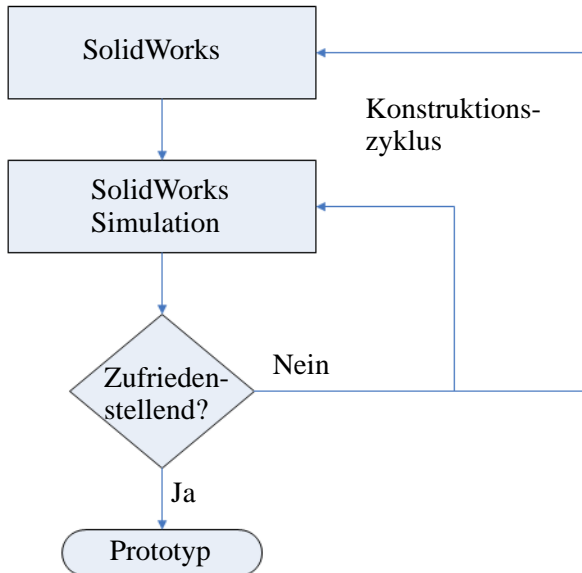 SolidWorks
Konstruktions-
zyklus
SolidWorks
Simulation
Zufrieden-
stellend?
Nein
Ja
Prototyp